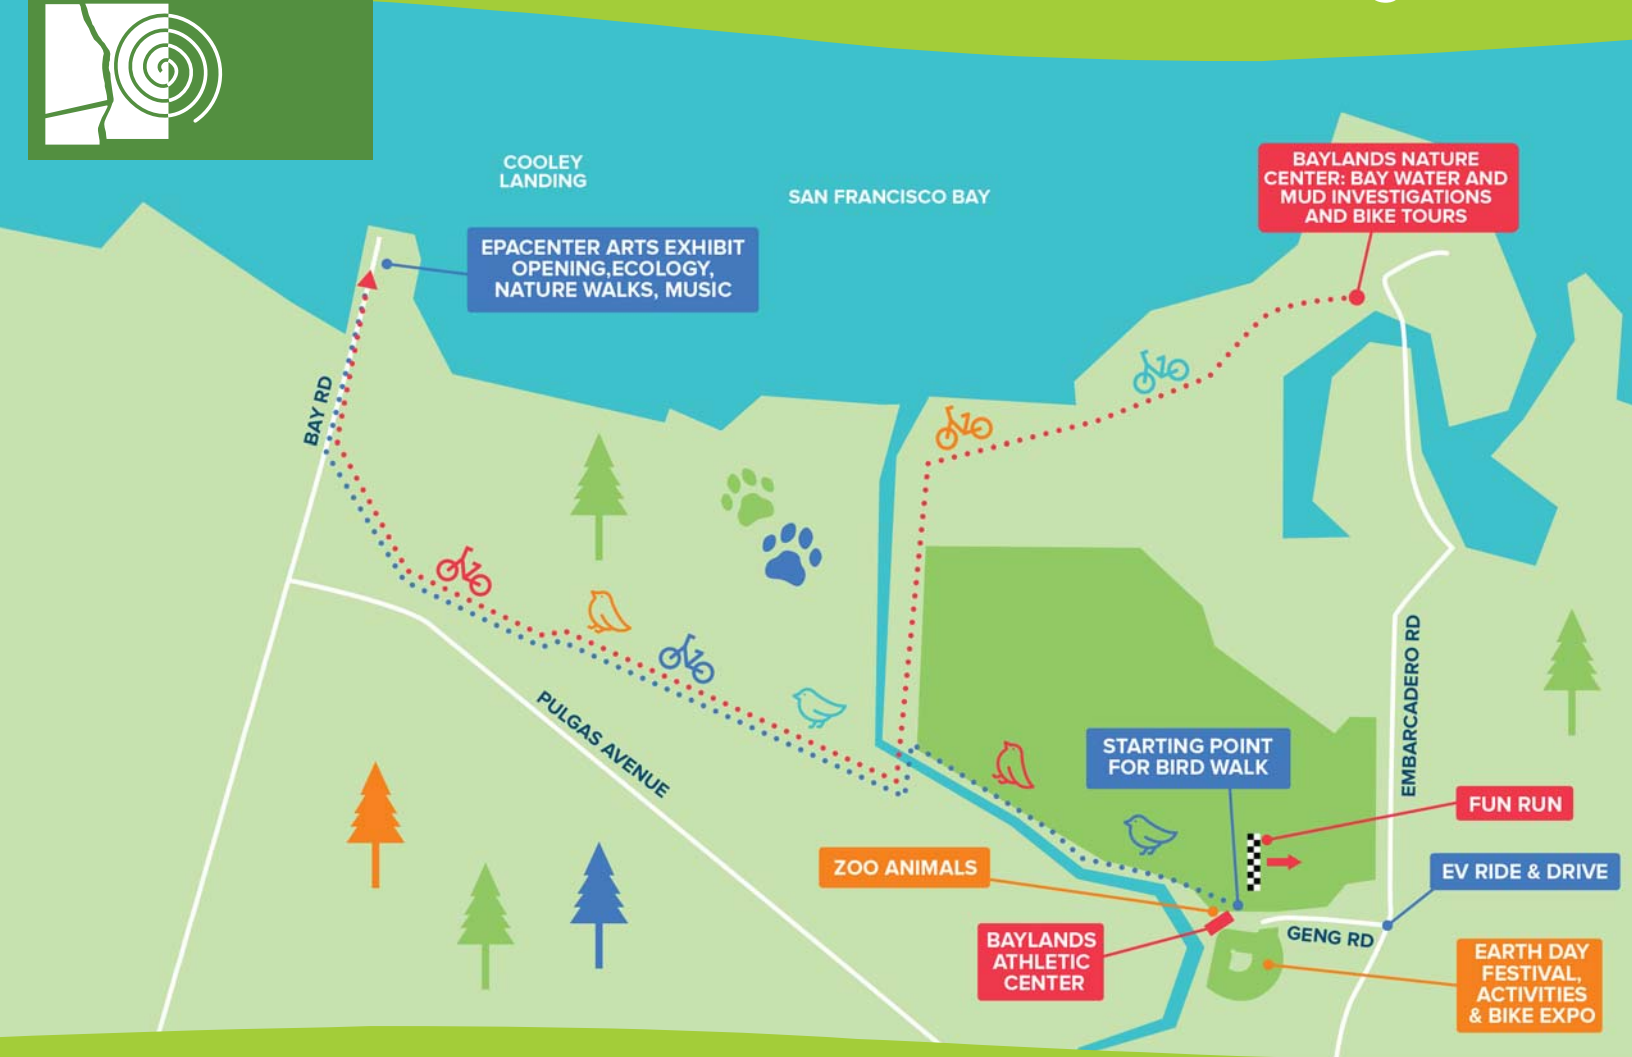 COOLEY
LANDING
SAN FRANCISCO BAY
BAYLANDS NATURE
CENTER: BAY WATER AND
MUD INVESTIGATIONS
AND BIKE TOURS
EPACENTER ARTS EXHIBIT
OPENING,ECOLOGY,
NATURE WALKS, MUSIC
BAY RD
PULGAS AVENUE
EMBARCADERO RD
STARTING POINT
FOR BIRD WALK
FUN RUN
ZOO ANIMALS
EV RIDE & DRIVE
BAYLANDS
ATHLETIC
CENTER
GENG RD
EARTH DAY
FESTIVAL,
ACTIVITIES
& BIKE EXPO